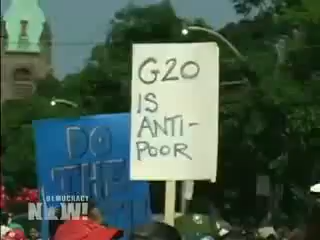 G20
IS
ANTI-
POOR
DO
THE
DEMOCRACY
NOW!